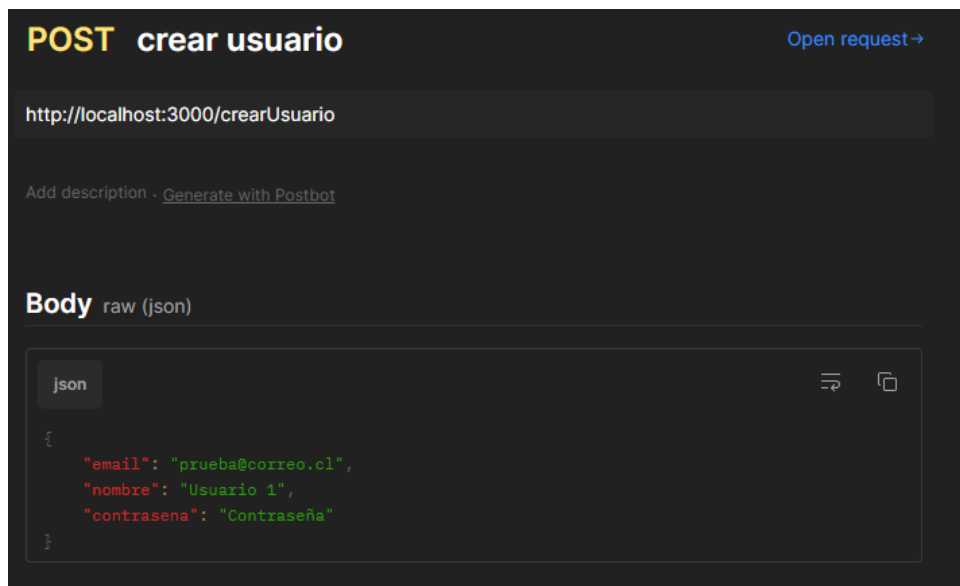 POST crear usuario
Open request→
http://localhost:3000/crearUsuario
Add description · Generate with Postbot
Body raw (json)
json
{
"email": "prueba@correo.cl",
"nombre": "Usuario 1",
"contrasena": "Contraseña"
}